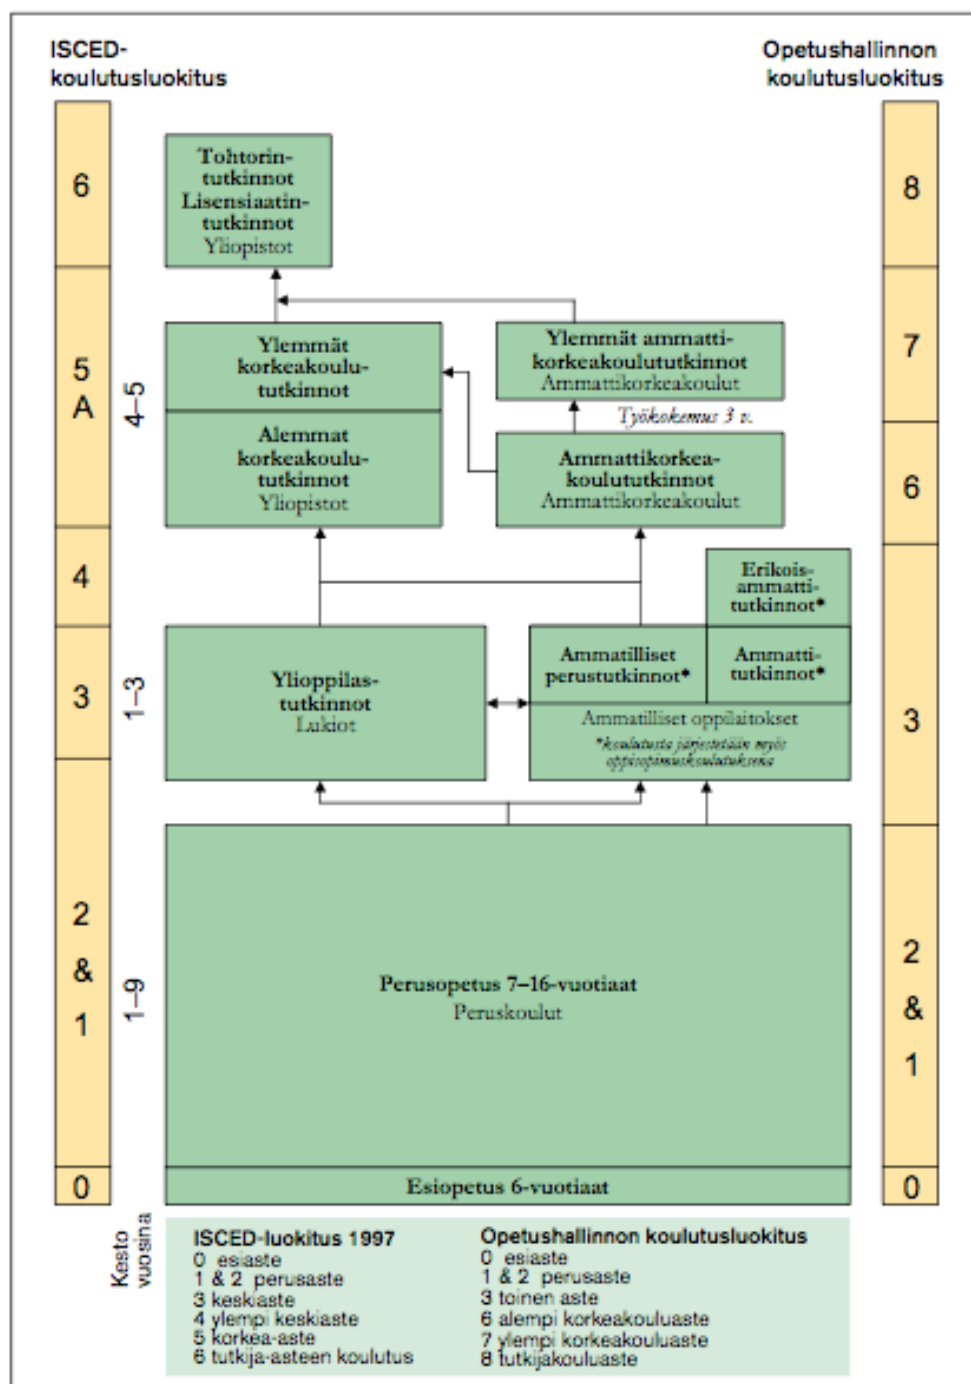 ISCED-
koulutusluokitus
Opetushallinnon
koulutusluokitus
6
5
A
4
3
2
&
1
0
4–5
1–3
1–9
Kesto
vuosina
Tohtorin-
tutkinnot
Lisensiaatin-
tutkinnot
Yliopistot
Ylemmät
korkeakoulu-
tutkinnot
Alemmat
korkeakoulu-
tutkinnot
Yliopistot
Ylemmät ammatti-
korkeakoulututkinnot
Ammattikorkeakoulut
Työkokemus 3 v.
Ammattikorkea-
koulututkinnot
Ammattikorkeakoulut
Erikois-
ammatti-
tutkinnot*
Ylioppilas-
tutkinnot
Lukiot
Ammatilliset
perustutkinnot*
Ammatti-
tutkinnot*
Ammatilliset oppilaitokset
*koulutusta järjestetään myös
oppisopimuskoulutuksena
Perusopetus 7–16-vuotiaat
Peruskoulut
Esiopetus 6-vuotiaat
8
7
6
3
2
&
1
0
ISCED-luokitus 1997
0 esiaste
1 & 2 perusaste
3 keskiaste
4 ylempi keskiaste
5 korkea-aste
6 tutkija-asteen koulutus
Opetushallinnon koulutusluokitus
0 esiaste
1 & 2 perusaste
3 toinen aste
6 alempi korkeakouluaste
7 ylempi korkeakouluaste
8 tutkijakouluaste